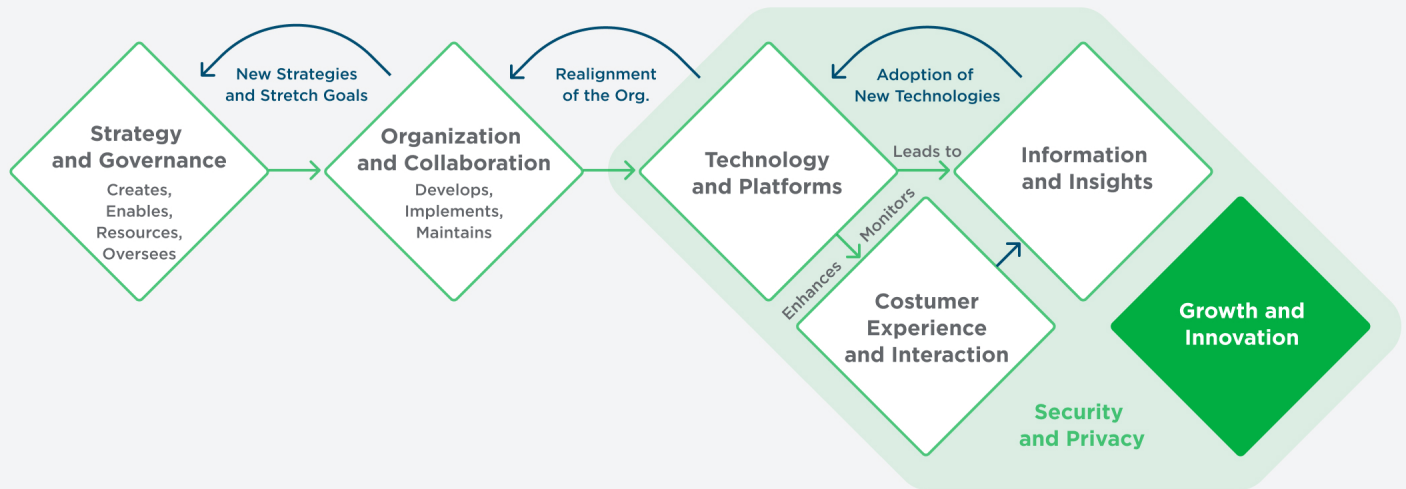 New Strategies
and Stretch Goals
Realignment
of the Org.
Adoption of
New Technologies
Strategy
and Governance
Creates,
Enables,
Resources,
Oversees
Organization
and Collaboration
Develops,
Implements,
Maintains
Technology
and Platforms
Leads to
Information
and Insights
Monitors
Enhances
Costumer
Experience
and Interaction
Growth and
Innovation
Security
and Privacy